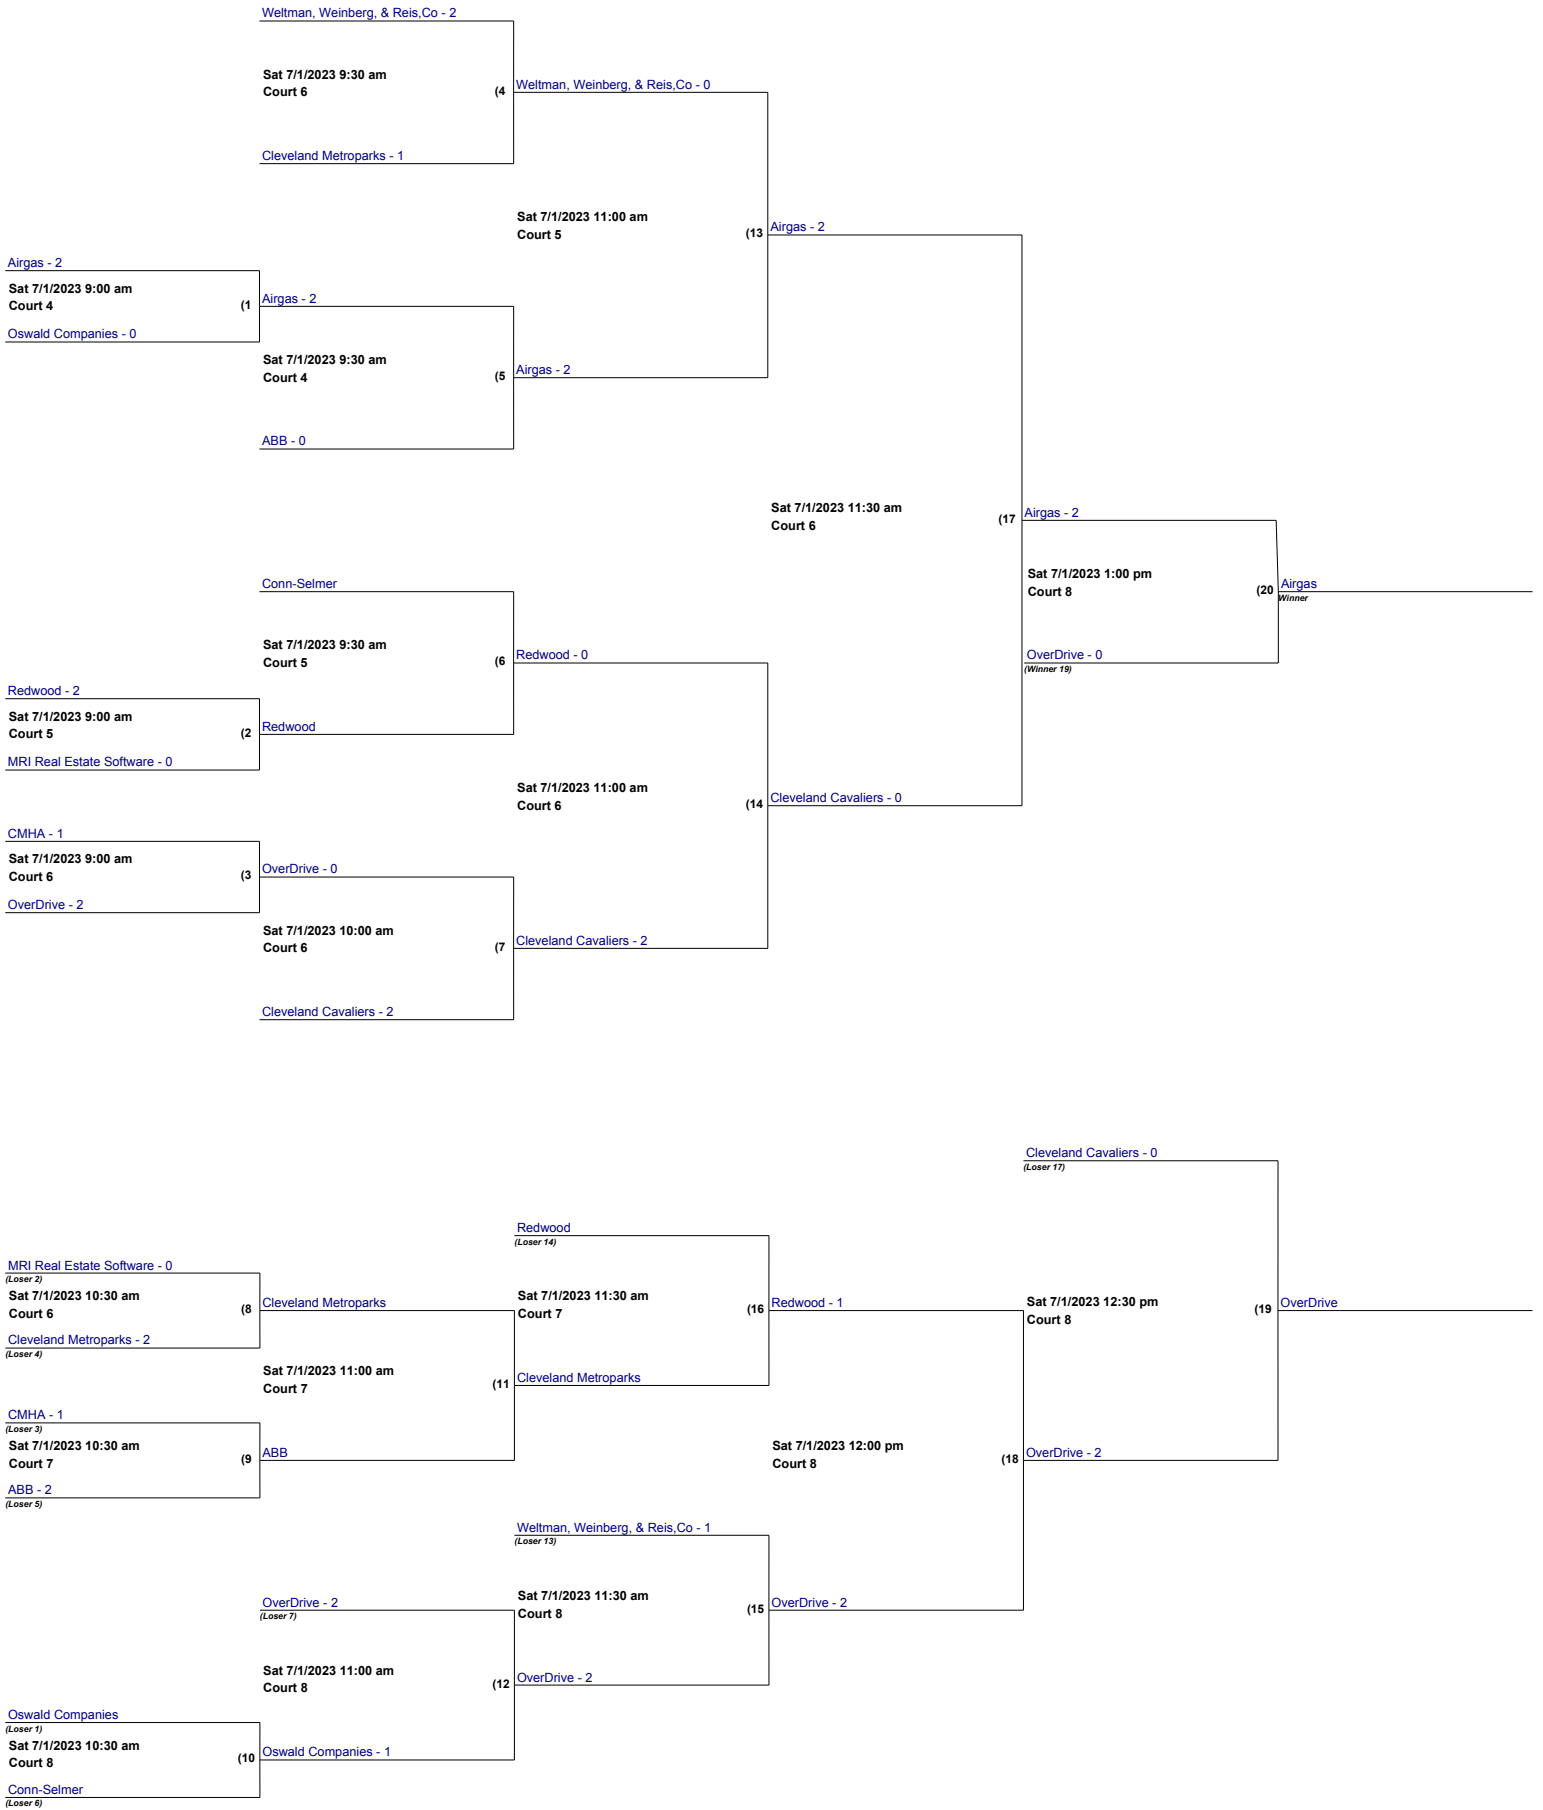 Weltman, Weinberg, & Reis,Co - 2
Sat 7/1/2023 9:30 am
Court 6
(4
Weltman, Weinberg, & Reis,Co - 0
Cleveland Metroparks - 1
Sat 7/1/2023 11:00 am
Court 5
(13
Airgas - 2
Airgas - 2
Sat 7/1/2023 9:00 am
Court 4
(1
Airgas - 2
Oswald Companies - 0
Sat 7/1/2023 9:30 am
Court 4
(5
Airgas - 2
ABB - 0
Sat 7/1/2023 11:30 am
Court 6
(17
Airgas - 2
Sat 7/1/2023 1:00 pm
Court 8
(20
Airgas
Winner
Conn-Selmer
Sat 7/1/2023 9:30 am
Court 5
(6
Redwood - 0
OverDrive - 0
(Winner 19)
Redwood - 2
Sat 7/1/2023 9:00 am
Court 5
(2
Redwood
MRI Real Estate Software - 0
Sat 7/1/2023 11:00 am
Court 6
(14
Cleveland Cavaliers - 0
CMHA - 1
Sat 7/1/2023 9:00 am
Court 6
(3
OverDrive - 0
OverDrive - 2
Sat 7/1/2023 10:00 am
Court 6
(7
Cleveland Cavaliers - 2
Cleveland Cavaliers - 2
Cleveland Cavaliers - 0
(Loser 17)
Redwood
(Loser 14)
MRI Real Estate Software - 0
(Loser 2)
Sat 7/1/2023 10:30 am
Court 6
(8
Cleveland Metroparks
Sat 7/1/2023 11:30 am
Court 7
(16
Redwood - 1
Sat 7/1/2023 12:30 pm
Court 8
(19
OverDrive
Cleveland Metroparks - 2
(Loser 4)
Sat 7/1/2023 11:00 am
Court 7
(11
Cleveland Metroparks
CMHA - 1
(Loser 3)
Sat 7/1/2023 10:30 am
Court 7
(9
ABB
Sat 7/1/2023 12:00 pm
Court 8
(18
OverDrive - 2
ABB - 2
(Loser 5)
Weltman, Weinberg, & Reis,Co - 1
(Loser 13)
OverDrive - 2
(Loser 7)
Sat 7/1/2023 11:30 am
Court 8
(15
OverDrive - 2
Sat 7/1/2023 11:00 am
Court 8
(12
OverDrive - 2
Oswald Companies
(Loser 1)
Sat 7/1/2023 10:30 am
Court 8
(10
Oswald Companies - 1
Conn-Selmer
(Loser 6)